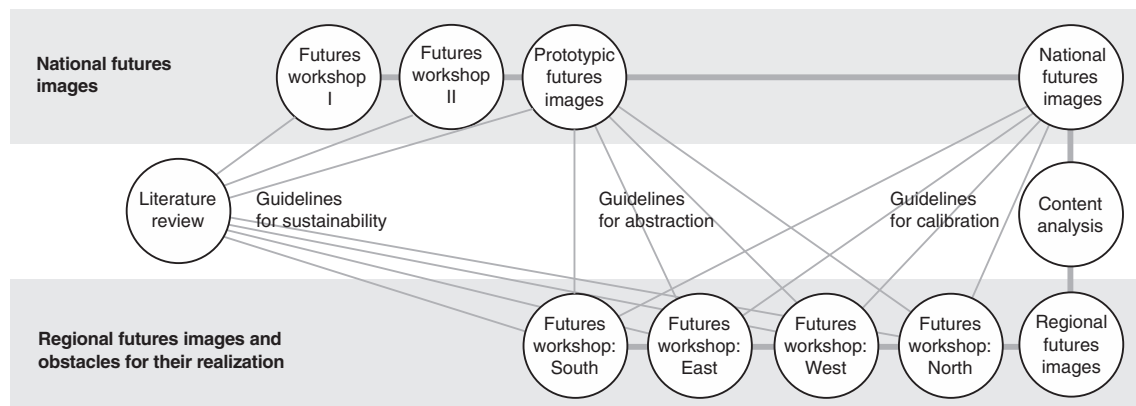 National futures
images
Futures
workshop
I
Futures
workshop
II
Prototypic
futures
images
National
futures
images
Literature
review
Guidelines
for sustainability
Guidelines
for abstraction
Guidelines
for calibration
Content
analysis
Regional futures images and
obstacles for their realization
Futures
workshop:
South
Futures
workshop:
East
Futures
workshop:
West
Futures
workshop:
North
Regional
futures
images